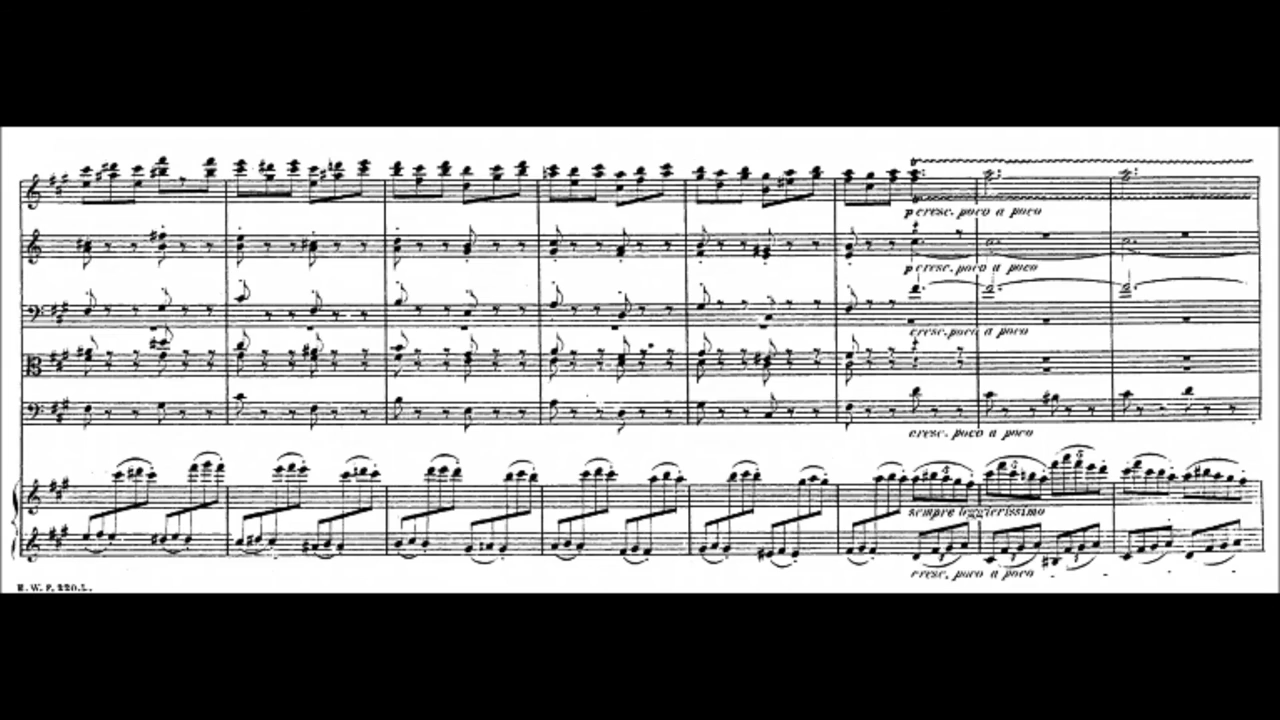 p cresc. poco a poco
p cresc. poco a poco
cresc. poco a poco
cresc. poco a poco
sempre leggierissimo
cresc. poco a poco
E. W. F. 220. L.